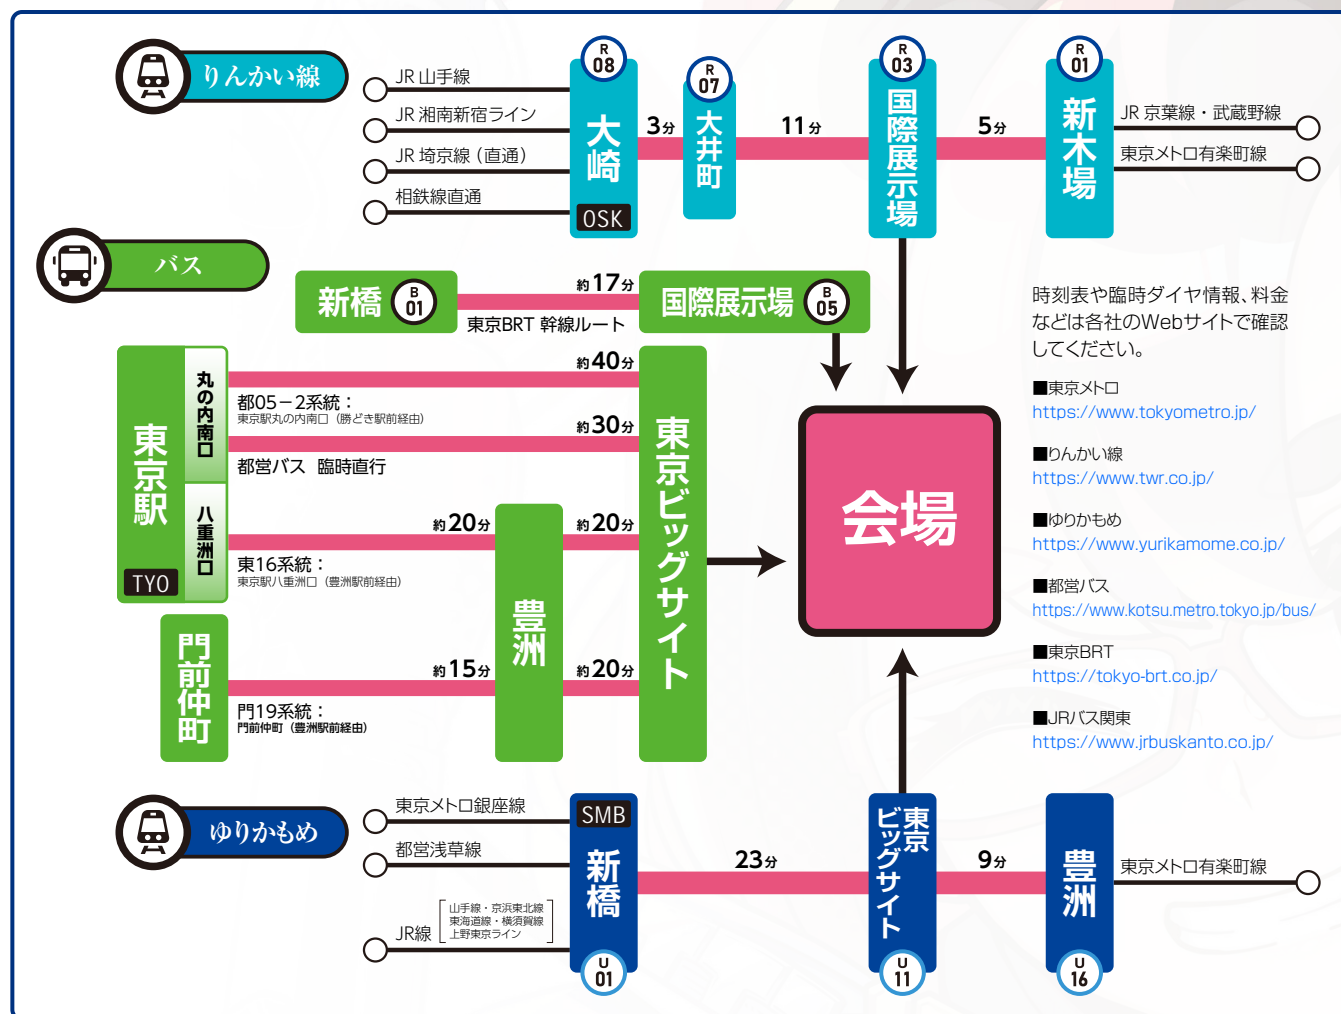 りんかい線
JR 山手線
JR 湘南新宿ライン
JR 埼京線（直通）
相鉄線直通
R 08
大崎
OSK
3分
R 07
大井町
11分
R 03
国際展示場
5分
R 01
新木場
JR 京葉線・武蔵野線
東京メトロ有楽町線
バス
新橋 B 01
約17分
東京BRT 幹線ルート
国際展示場 B 05
東京駅
TYO
丸の内南口
八重洲口
約40分
都05－2系統：
東京駅丸の内南口（勝どき駅前経由）
約30分
都営バス 臨時直行
約20分
約20分
東16系統：
東京駅八重洲口（豊洲駅前経由）
門前仲町
約15分
約20分
門19系統：
門前仲町（豊洲駅前経由）
豊洲
東京ビッグサイト
会場
時刻表や臨時ダイヤ情報、料金
などは各社のWebサイトで確認
してください。
■東京メトロ
https://www.tokyometro.jp/
■りんかい線
https://www.twr.co.jp/
■ゆりかもめ
https://www.yurikamome.co.jp/
■都営バス
https://www.kotsu.metro.tokyo.jp/bus/
■東京BRT
https://tokyo-brt.co.jp/
■JRバス関東
https://www.jrbuskanto.co.jp/
ゆりかもめ
東京メトロ銀座線
都営浅草線
JR線
山手線・京浜東北線
東海道線・横須賀線
上野東京ライン
SMB
新橋
U 01
23分
東京
ビッグサイト
U 11
9分
豊洲
U 16
東京メトロ有楽町線